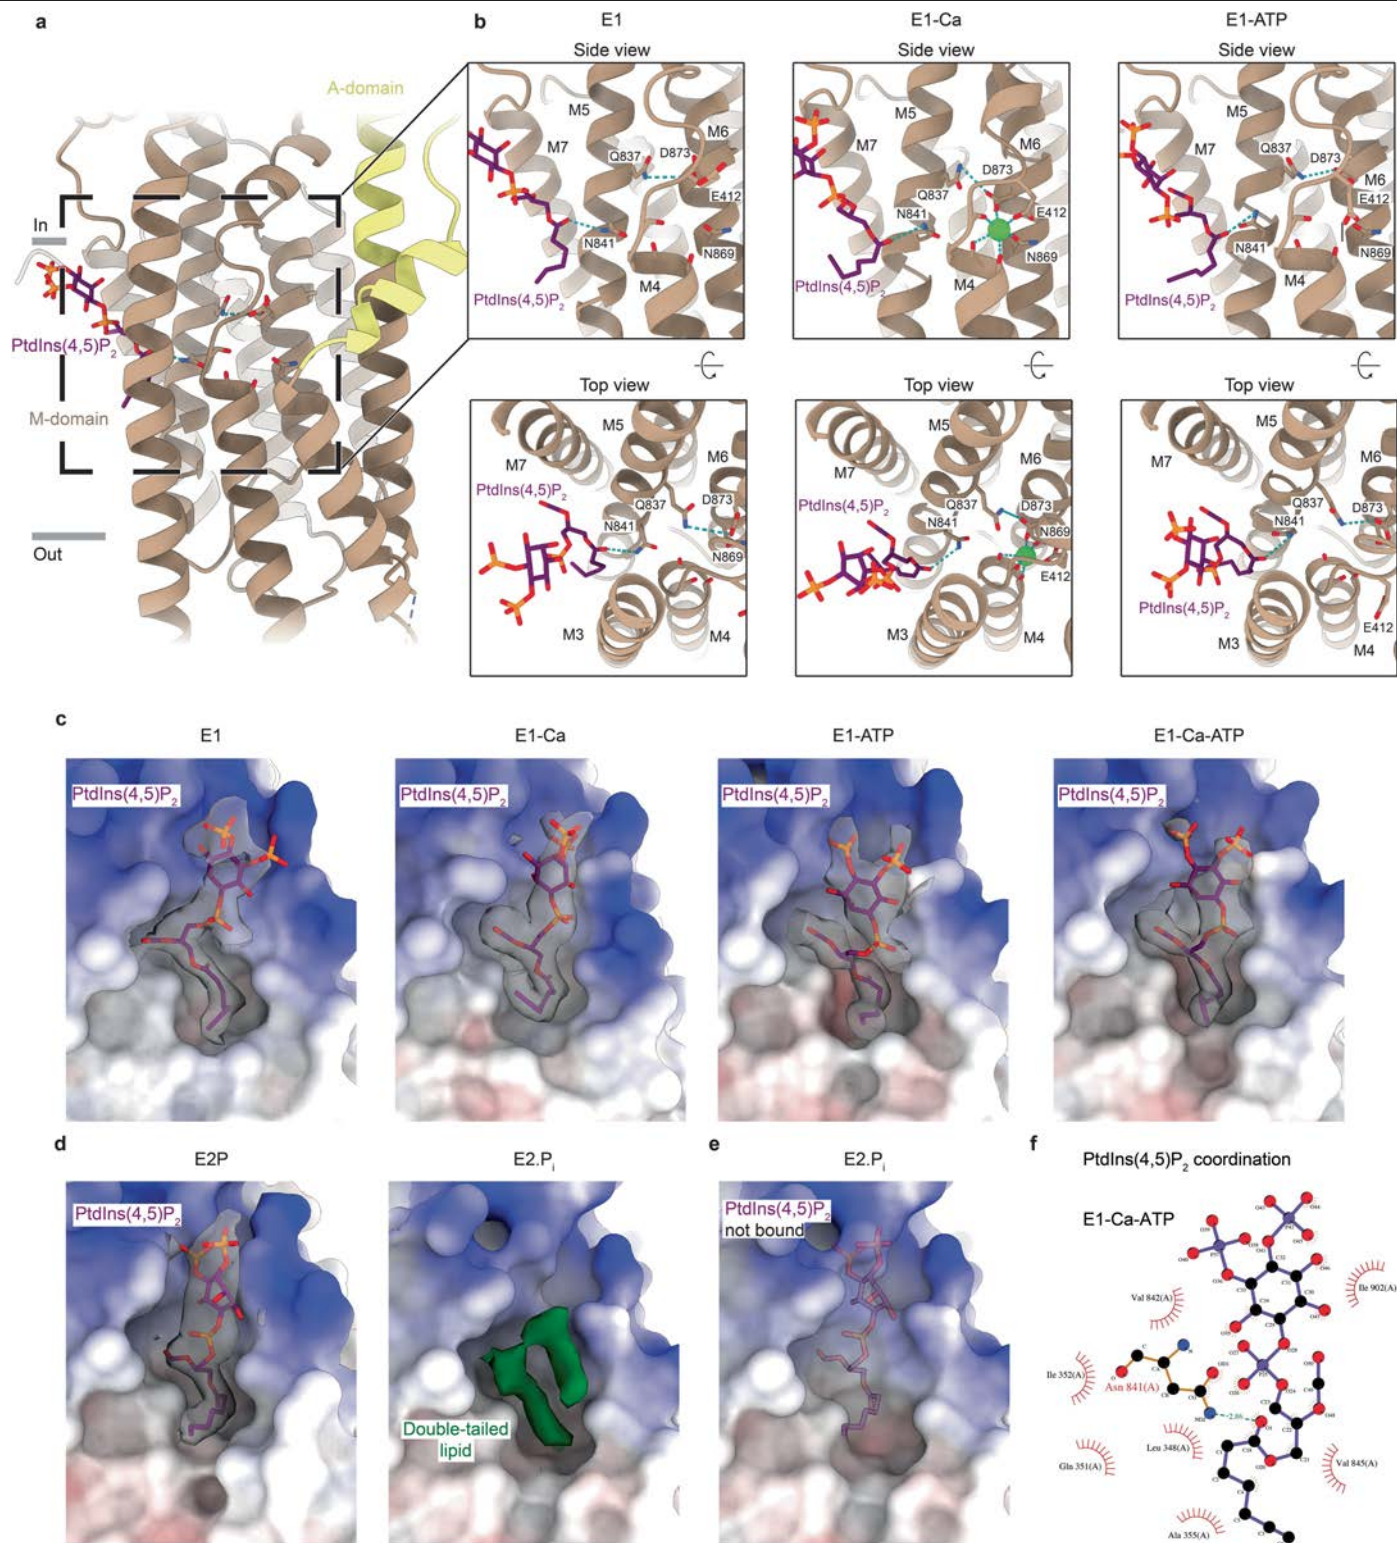 a
A-domain
In
PtdIns(4,5)P2
M-domain
Out
b
E1
Side view
M5
M6
M7
Q837
D873
E412
N841
N869
M4
PtdIns(4,5)P2
Top view
M5
M6
M7
PtdIns(4,5)P2
Q837
D873
N841
N869
M3
M4
E1-Ca
Side view
M5
M6
M7
D873
Q837
N841
E412
N869
M4
PtdIns(4,5)P2
Top view
M5
M6
M7
PtdIns(4,5)P2
Q837
D873
N841
N869
E412
M3
M4
E1-ATP
Side view
M5
M7
Q837
D873
M6
E412
N841
N869
M4
PtdIns(4,5)P2
Top view
M5
M7
M6
Q837
D873
N841
PtdIns(4,5)P2
E412
M3
M4
c
E1
PtdIns(4,5)P2
E1-Ca
PtdIns(4,5)P2
E1-ATP
PtdIns(4,5)P2
E1-Ca-ATP
PtdIns(4,5)P2
d
E2P
PtdIns(4,5)P2
E2.Pi
Double-tailed
lipid
e
E2.Pi
PtdIns(4,5)P2
not bound
f
PtdIns(4,5)P2 coordination
E1-Ca-ATP
Val 842(A)
Ile 902(A)
Ile 352(A)
Asn 841(A)
2.86
Leu 348(A)
Gln 351(A)
Val 845(A)
Ala 355(A)